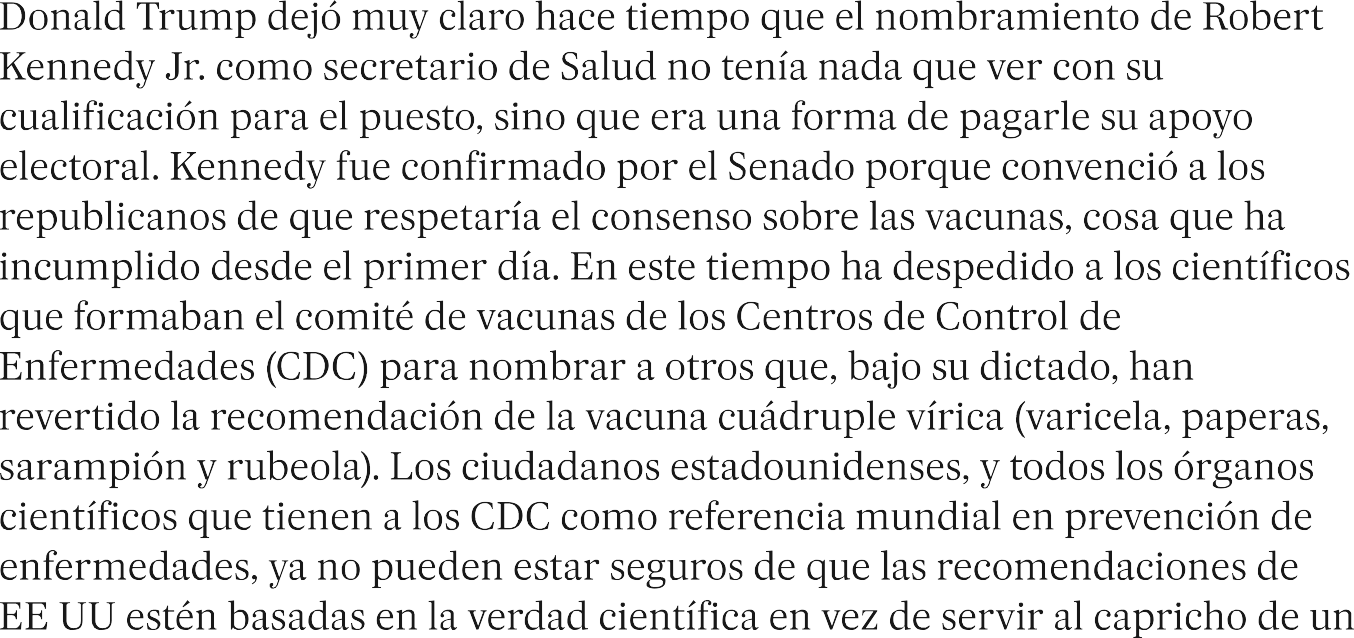 Donald Trump dejó muy claro hace tiempo que el nombramiento de Robert
Kennedy Jr. como secretario de Salud no tenía nada que ver con su
cualificación para el puesto, sino que era una forma de pagarle su apoyo
electoral. Kennedy fue confirmado por el Senado porque convenció a los
republicanos de que respetaría el consenso sobre las vacunas, cosa que ha
incumplido desde el primer día. En este tiempo ha despedido a los científicos
que formaban el comité de vacunas de los Centros de Control de
Enfermedades (CDC) para nombrar a otros que, bajo su dictado, han
revertido la recomendación de la vacuna cuádruple vírica (varicela, paperas,
sarampión y rubeola). Los ciudadanos estadounidenses, y todos los órganos
científicos que tienen a los CDC como referencia mundial en prevención de
enfermedades, ya no pueden estar seguros de que las recomendaciones de
EE UU estén basadas en la verdad científica en vez de servir al capricho de un